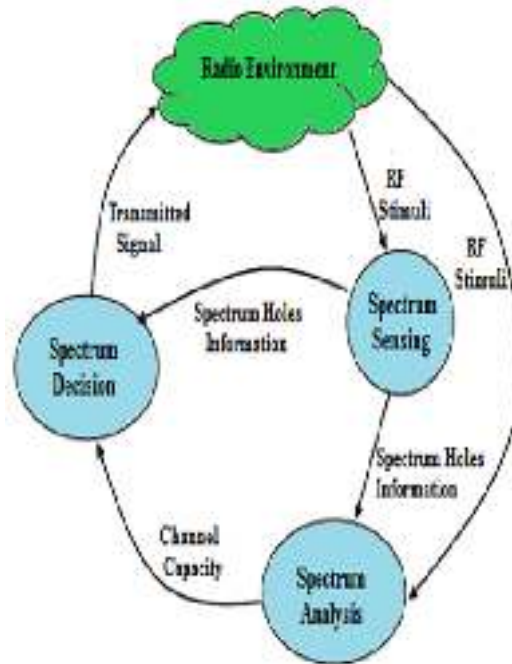 Radio Environment
RF
Stimuli
RF
Stimuli
Transmitted
Signal
Spectrum
Sensing
Spectrum Holes
Information
Spectrum
Decision
Spectrum Holes
Information
Channel
Capacity
Spectrum
Analysis